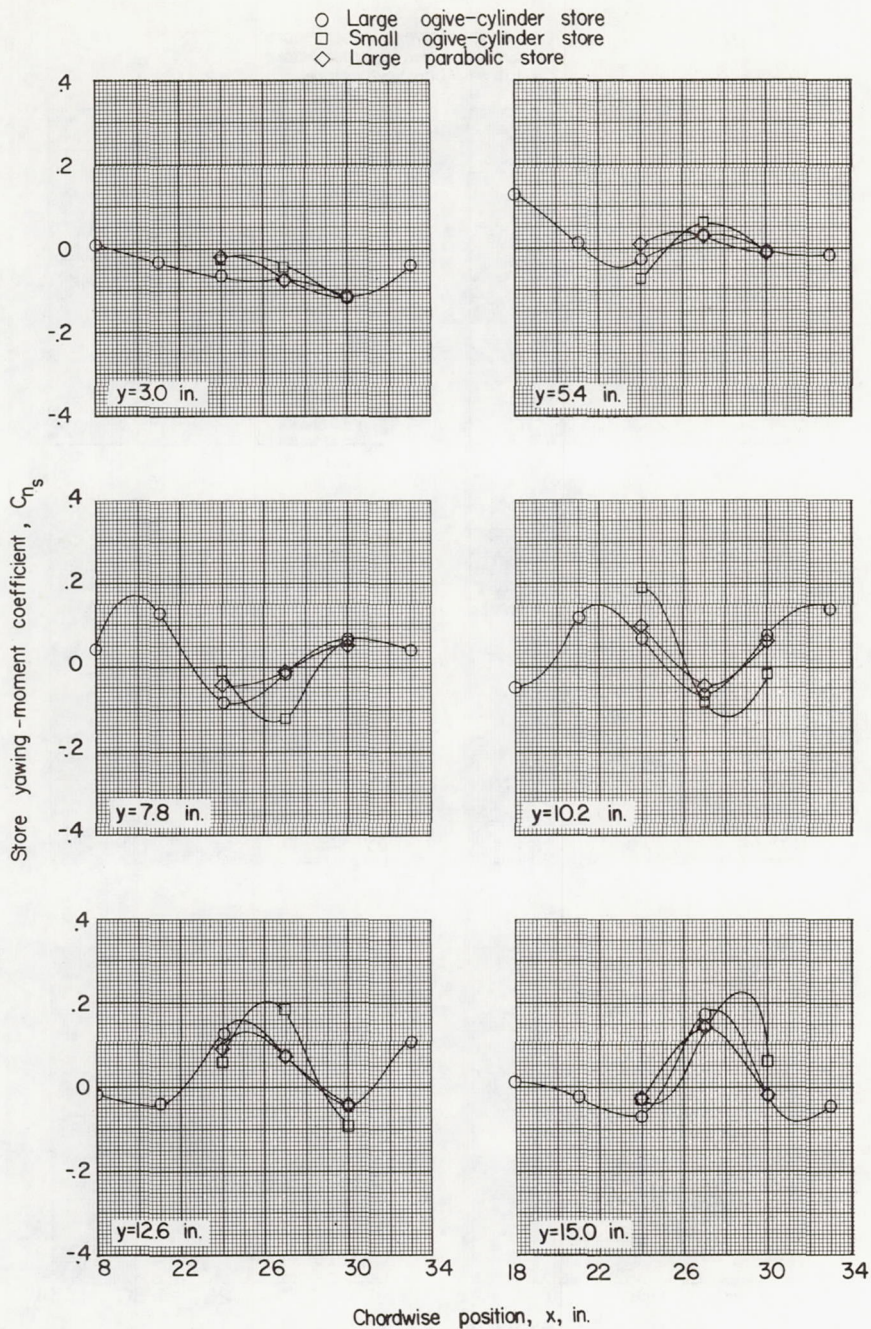 Large ogive-cylinder store
Small ogive-cylinder store
Large parabolic store
.4
.2
0
-.2
-.4
y=3.0 in.
y=5.4 in.
Store yawing-moment coefficient, Cns
.4
.2
0
-.2
-.4
y=7.8 in.
y=10.2 in.
.4
.2
0
-.2
-.4
y=12.6 in.
y=15.0 in.
8 22 26 30 34
18 22 26 30 34
Chordwise position, x, in.